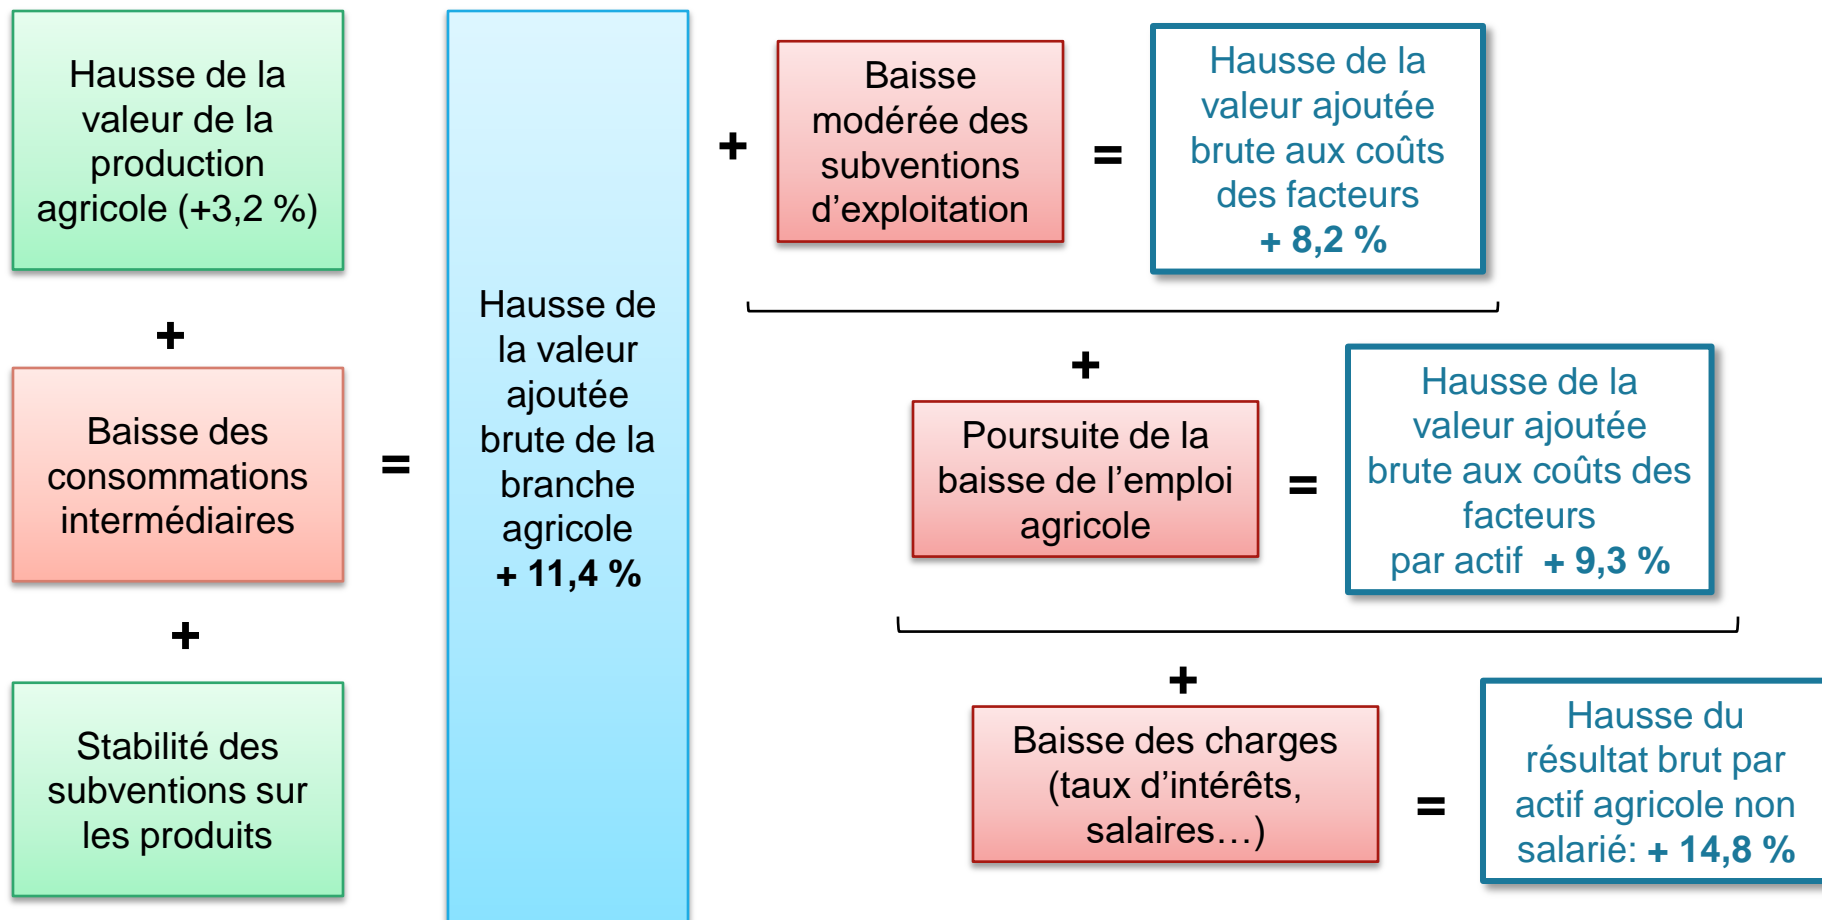 Hausse de la
valeur de la
production
agricole (+3,2 %)
+
Baisse des
consommations
intermédiaires
+
Stabilité des
subventions sur
les produits
=
Hausse de
la valeur
ajoutée
brute de la
branche
agricole
+ 11,4 %
+
Baisse
modérée des
subventions
d’exploitation
=
Hausse de la
valeur ajoutée
brute aux coûts
des facteurs
+ 8,2 %
+
Poursuite de la
baisse de l’emploi
agricole
=
Hausse de la
valeur ajoutée
brute aux coûts des
facteurs
par actif + 9,3 %
+
Baisse des charges
(taux d’intérêts,
salaires…)
=
Hausse du
résultat brut par
actif agricole non
salarié: + 14,8 %